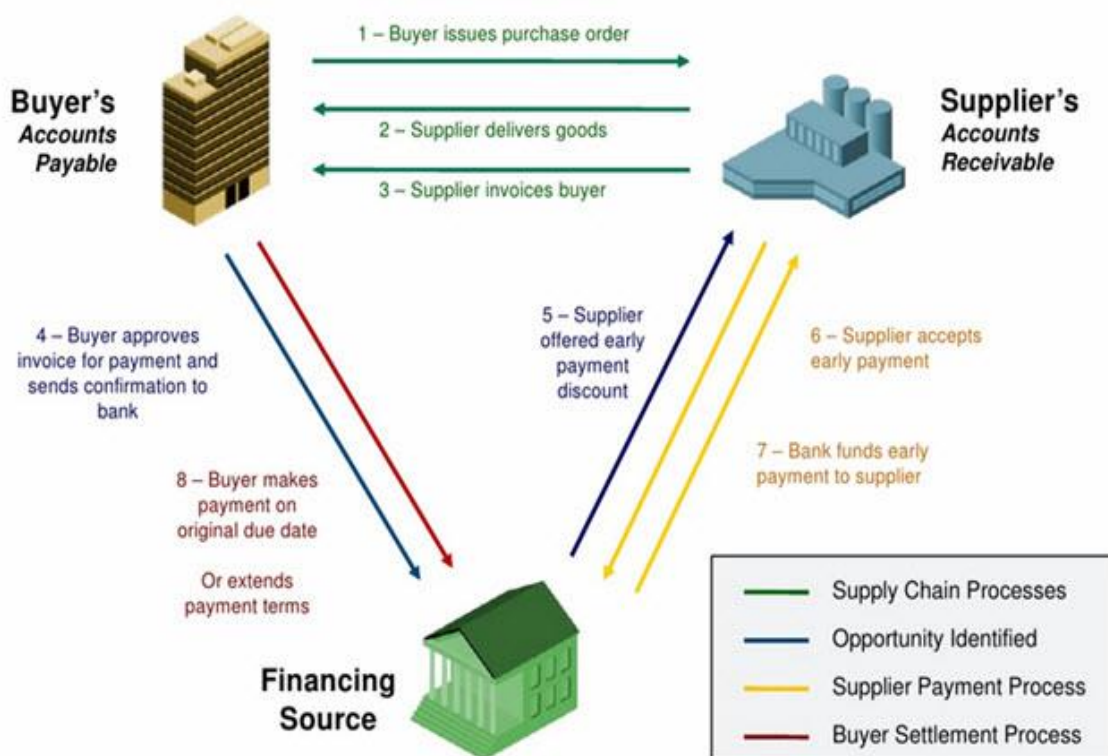 1 – Buyer issues purchase order
Buyer's
Accounts
Payable
2 – Supplier delivers goods
3 – Supplier invoices buyer
Supplier's
Accounts
Receivable
4 – Buyer approves
invoice for payment and
sends confirmation to
bank
5 – Supplier
offered early
payment
discount
6 – Supplier accepts
early payment
7 – Bank funds early
payment to supplier
8 – Buyer makes
payment on
original due date
Or extends
payment terms
Financing
Source
Supply Chain Processes
Opportunity Identified
Supplier Payment Process
Buyer Settlement Process